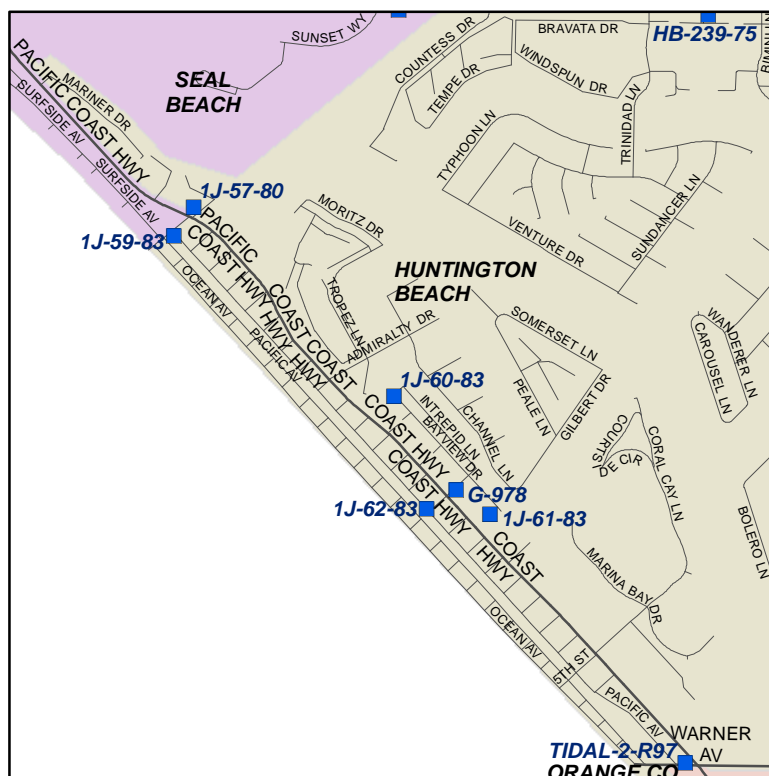 BRAVATA DR
HB-239-75
RIMINI LN
SUNSET WY
COUNTESS DR
TEMPE DR
WINDSPUN DR
TRINIDAD LN
SEAL
BEACH
PACIFIC COAST HWY
MARINER DR
SURFSIDE AV
SURFSIDE AV
TYPHOON LN
VENTURE DR
SUNDANCER LN
1J-57-80
1J-59-83
PACIFIC
COAST HWY
MORITZ DR
HUNTINGTON
BEACH
OCEAN AV
PACIFIC AV
HWY
HWY
COAST
COAST
TROPEZ LN
ADMIRALTY DR
SOMERSET LN
PEALE LN
GILBERT DR
WANDERER LN
CAROUSEL LN
1J-60-83
COAST HWY
INTREPID LN
BAYVIEW DR
CHANNEL LN
COURTS
DE CIR
CORAL CAY LN
BOLERO LN
G-978
1J-62-83
1J-61-83
COAST HWY
HWY
COAST
MARINA BAY DR
OCEAN AV
5TH ST
PACIFIC AV
WARNER
AV
TIDAL-2-R97
ORANGE CO